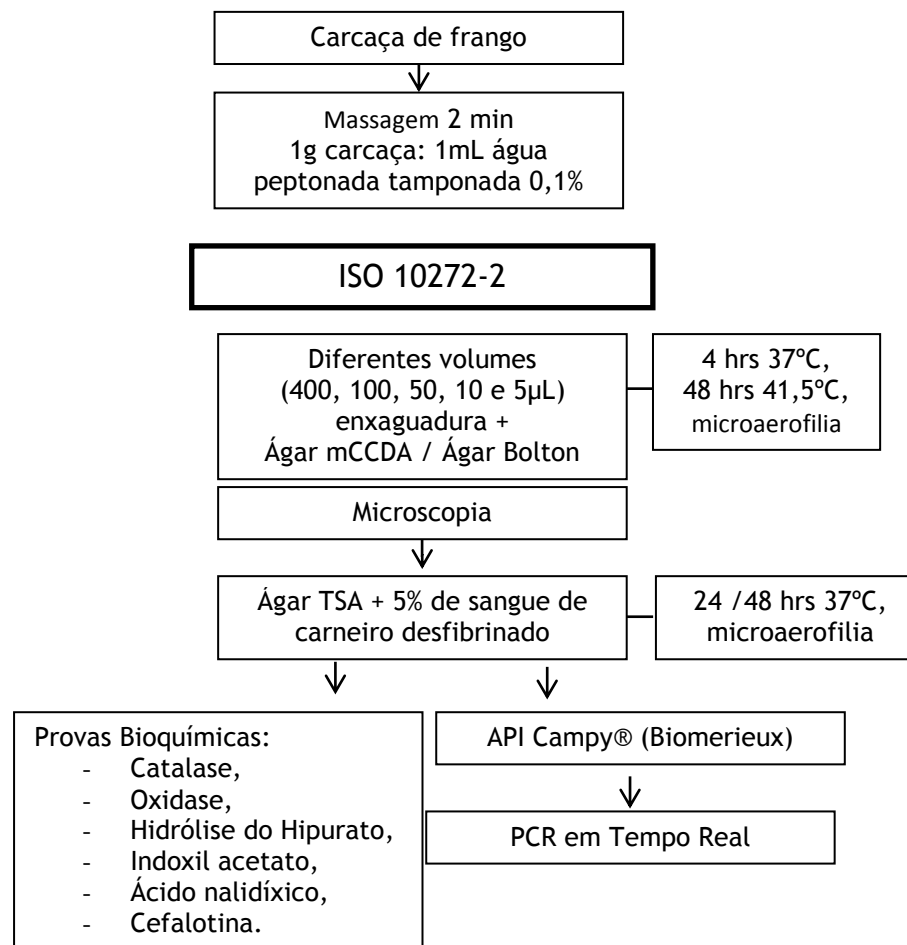 Carcaça de frango
Massagem 2 min
1g carcaça: 1mL água
peptonada tamponada 0,1%
ISO 10272-2
Diferentes volumes
(400, 100, 50, 10 e 5µL)
enxaguadura +
Ágar mCCDA / Ágar Bolton
4 hrs 37ºC,
48 hrs 41,5ºC,
microaerofilia
Microscopia
Ágar TSA + 5% de sangue de
carneiro desfibrinado
24 /48 hrs 37ºC,
microaerofilia
Provas Bioquímicas:
- Catalase,
- Oxidase,
- Hidrólise do Hipurato,
- Indoxil acetato,
- Ácido nalidíxico,
- Cefalotina.
API Campy® (Biomerieux)
PCR em Tempo Real